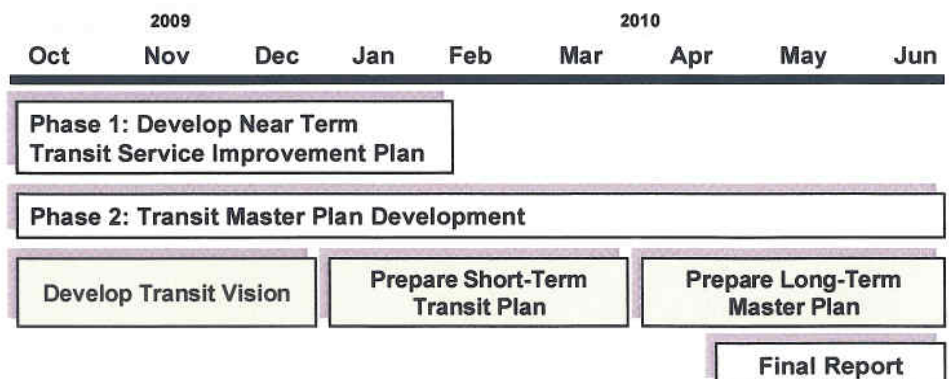 2009 2010
Oct Nov Dec Jan Feb Mar Apr May Jun
Phase 1: Develop Near Term
Transit Service Improvement Plan
Phase 2: Transit Master Plan Development
Develop Transit Vision
Prepare Short-Term
Transit Plan
Prepare Long-Term
Master Plan
Final Report